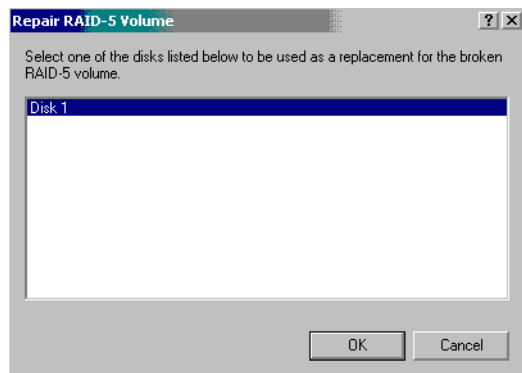 Repair RAID-5 Volume
Select one of the disks listed below to be used as a replacement for the broken
RAID-5 volume.
Disk 1
OK
Cancel